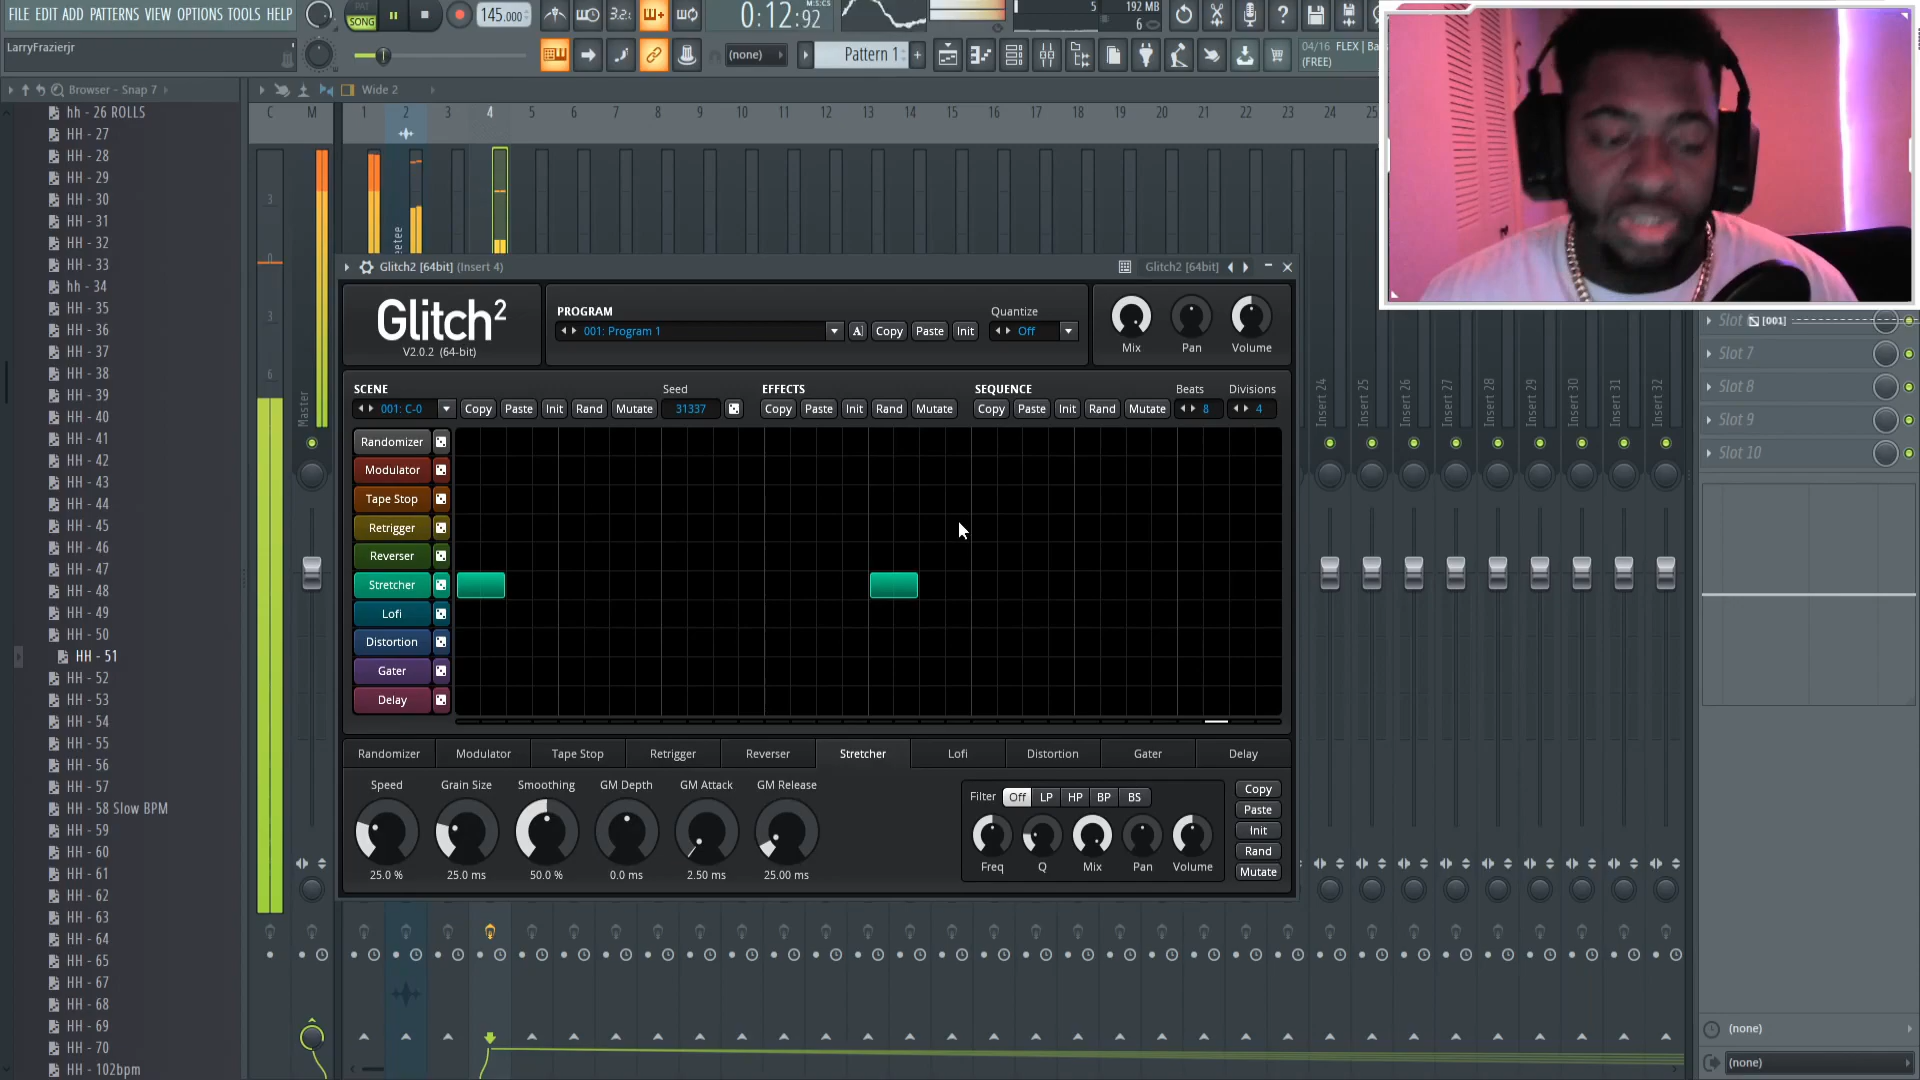 FILE EDIT ADD PATTERNS VIEW OPTIONS TOOLS HELP
PAT
SONG
145.000
3.2:
0:12:92
M:S:CS
5
192 MB
6
LarryFrazierjr
(none)
Pattern 1
04/16 FLEX | Ba
(FREE)
Browser - Snap 7
Wide 2
hh - 26 ROLLS
HH - 27
HH - 28
HH - 29
HH - 30
HH - 31
HH - 32
HH - 33
hh - 34
HH - 35
HH - 36
HH - 37
HH - 38
HH - 39
HH - 40
HH - 41
HH - 42
HH - 43
HH - 44
HH - 45
HH - 46
HH - 47
HH - 48
HH - 49
HH - 50
HH - 51
HH - 52
HH - 53
HH - 54
HH - 55
HH - 56
HH - 57
HH - 58 Slow BPM
HH - 59
HH - 60
HH - 61
HH - 62
HH - 63
HH - 64
HH - 65
HH - 67
HH - 68
HH - 69
HH - 70
HH - 102bpm
C M 1 2 3 4 5 6 7 8 9 10 11 12 13 14 15 16 17 18 19 20 21 22 23 24 25
3
0
3
6
Master
Glitch2 [64bit] (Insert 4)
Glitch2 [64bit]
Glitch2
V2.0.2 (64-bit)
PROGRAM
001: Program 1
A Copy Paste Init
Quantize
Off
Mix Pan Volume
SCENE Seed EFFECTS SEQUENCE Beats Divisions
001: C-0 Copy Paste Init Rand Mutate 31337 Copy Paste Init Rand Mutate Copy Paste Init Rand Mutate 8 4
Randomizer
Modulator
Tape Stop
Retrigger
Reverser
Stretcher
Lofi
Distortion
Gater
Delay
Randomizer Modulator Tape Stop Retrigger Reverser Stretcher Lofi Distortion Gater Delay
Speed Grain Size Smoothing GM Depth GM Attack GM Release
25.0 % 25.0 ms 50.0 % 0.0 ms 2.50 ms 25.00 ms
Filter Off LP HP BP BS
Freq Q Mix Pan Volume
Copy
Paste
Init
Rand
Mutate
Insert 24
Insert 25
Insert 26
Insert 27
Insert 28
Insert 29
Insert 30
Insert 31
Insert 32
[001]
Slot 7
Slot 8
Slot 9
Slot 10
(none)
(none)